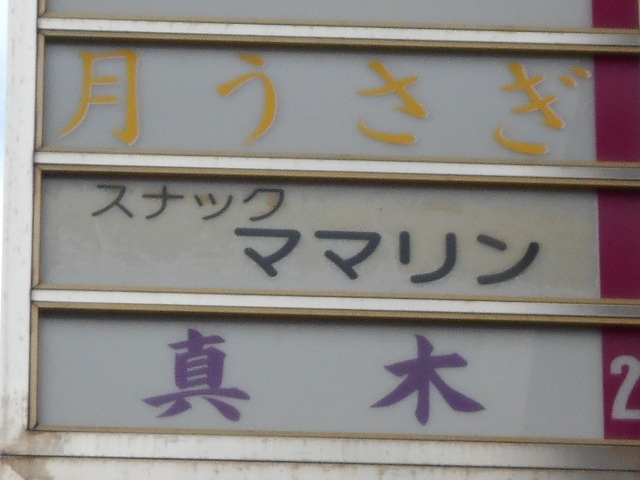 月うさぎ
スナック
ママリン
真木
2